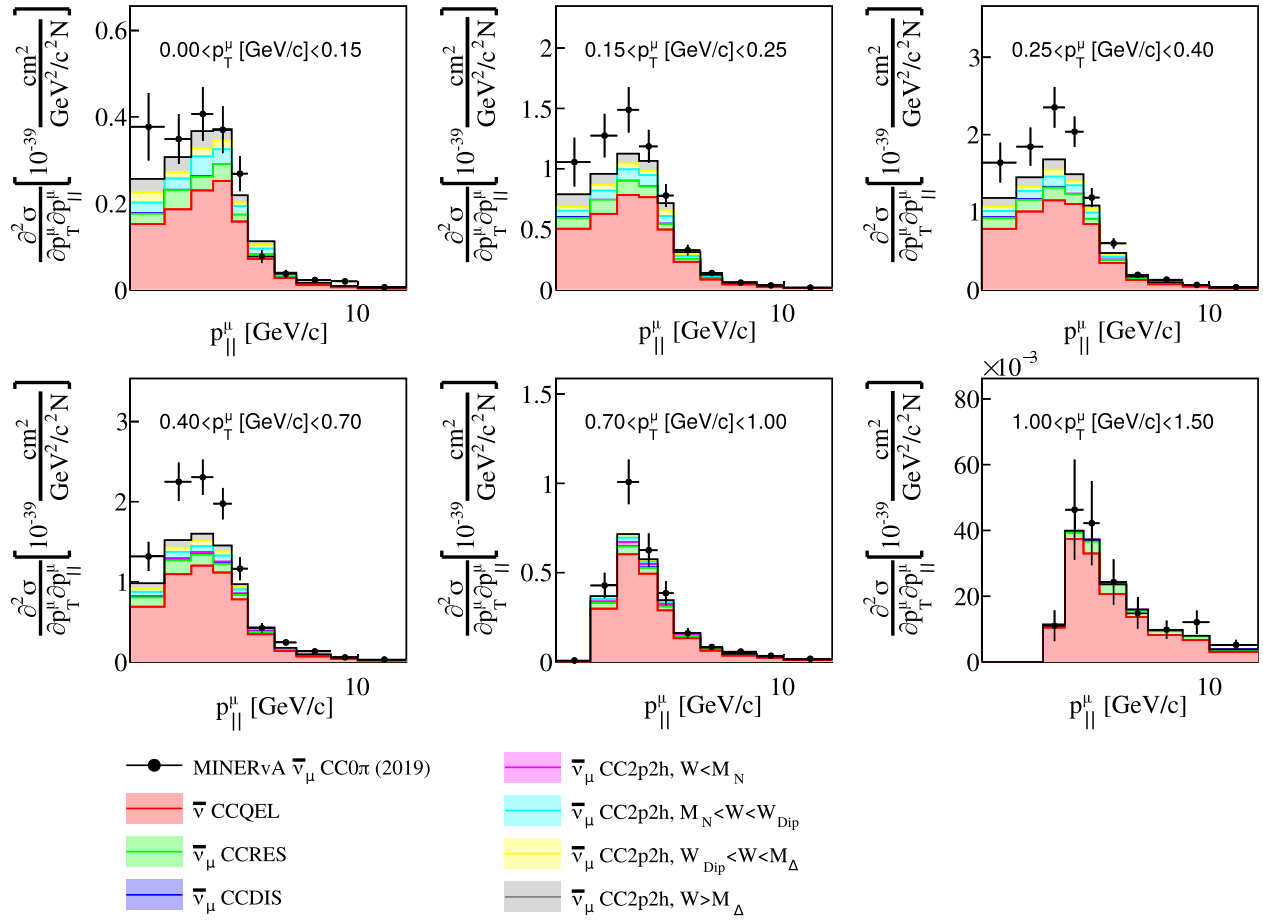 0.00<p_T^μ [GeV/c]<0.15
∂²σ/∂p_T^μ∂p_||^μ [10⁻³⁹ cm²/GeV²/c²N]
0.6
0.4
0.2
0
10
p_||^μ [GeV/c]
0.15<p_T^μ [GeV/c]<0.25
∂²σ/∂p_T^μ∂p_||^μ [10⁻³⁹ cm²/GeV²/c²N]
2
1.5
1
0.5
0
10
p_||^μ [GeV/c]
0.25<p_T^μ [GeV/c]<0.40
∂²σ/∂p_T^μ∂p_||^μ [10⁻³⁹ cm²/GeV²/c²N]
3
2
1
0
10
p_||^μ [GeV/c]
0.40<p_T^μ [GeV/c]<0.70
∂²σ/∂p_T^μ∂p_||^μ [10⁻³⁹ cm²/GeV²/c²N]
3
2
1
0
10
p_||^μ [GeV/c]
0.70<p_T^μ [GeV/c]<1.00
∂²σ/∂p_T^μ∂p_||^μ [10⁻³⁹ cm²/GeV²/c²N]
1.5
1
0.5
0
10
p_||^μ [GeV/c]
×10⁻³
1.00<p_T^μ [GeV/c]<1.50
∂²σ/∂p_T^μ∂p_||^μ [10⁻³⁹ cm²/GeV²/c²N]
80
60
40
20
0
10
p_||^μ [GeV/c]
MINERvA ν̄_μ CC0π (2019)
ν̄ CCQEL
ν̄_μ CCRES
ν̄_μ CCDIS
ν̄_μ CC2p2h, W<M_N
ν̄_μ CC2p2h, M_N<W<W_Dip
ν̄_μ CC2p2h, W_Dip<W<M_Δ
ν̄_μ CC2p2h, W>M_Δ